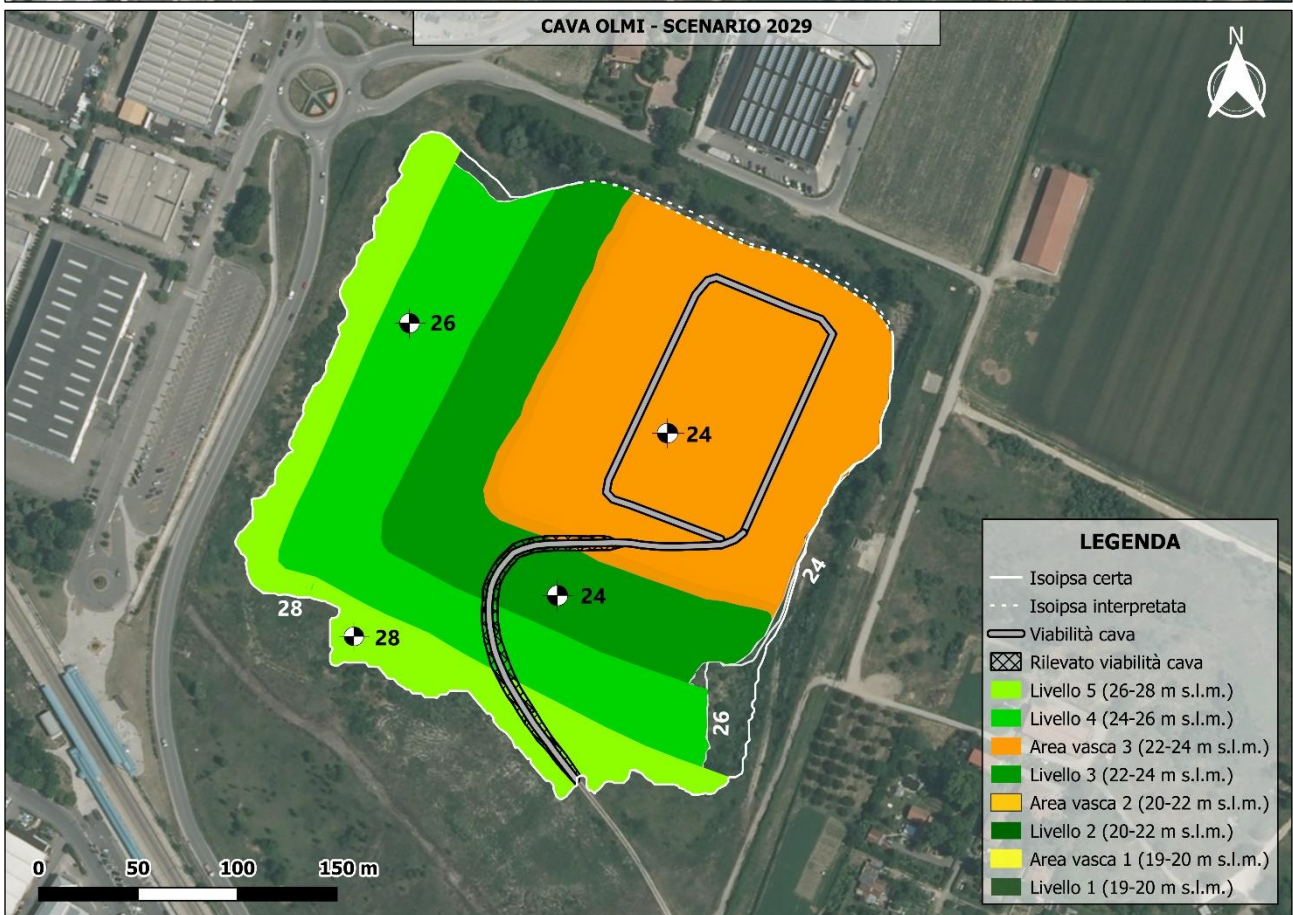 CAVA OLMI - SCENARIO 2029
N
26
24
24
24
28
28
26
LEGENDA
Isoipsa certa
Isoipsa interpretata
Viabilità cava
Rilevato viabilità cava
Livello 5 (26-28 m s.l.m.)
Livello 4 (24-26 m s.l.m.)
Area vasca 3 (22-24 m s.l.m.)
Livello 3 (22-24 m s.l.m.)
Area vasca 2 (20-22 m s.l.m.)
Livello 2 (20-22 m s.l.m.)
Area vasca 1 (19-20 m s.l.m.)
Livello 1 (19-20 m s.l.m.)
0 50 100 150 m